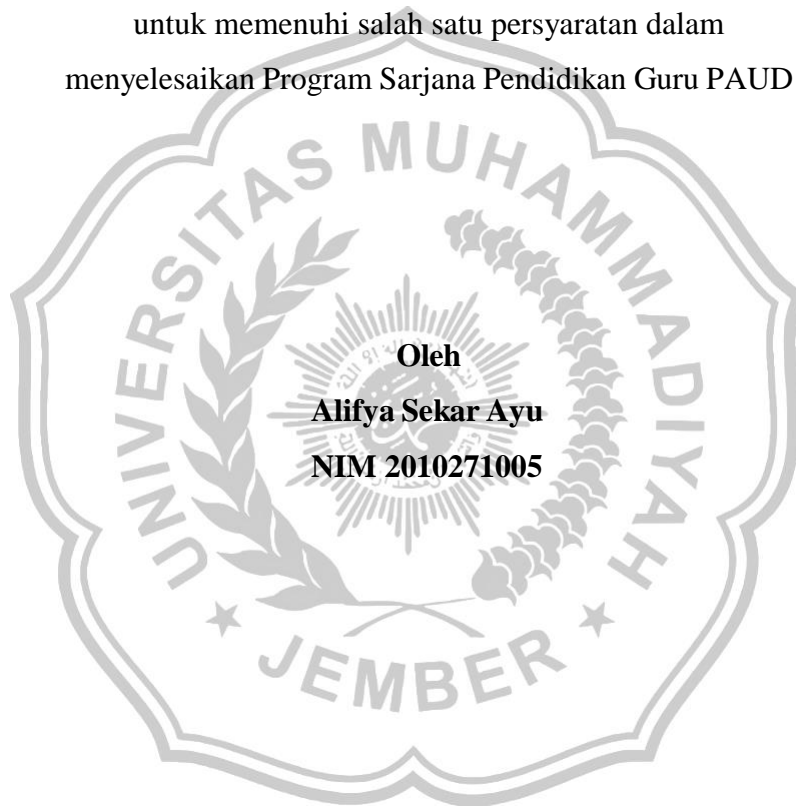 untuk memenuhi salah satu persyaratan dalam
menyelesaikan Program Sarjana Pendidikan Guru PAUD
UNIVERSITAS MUHAMMADIYAH
Oleh
Alifya Sekar Ayu
NIM 2010271005
JEMBER